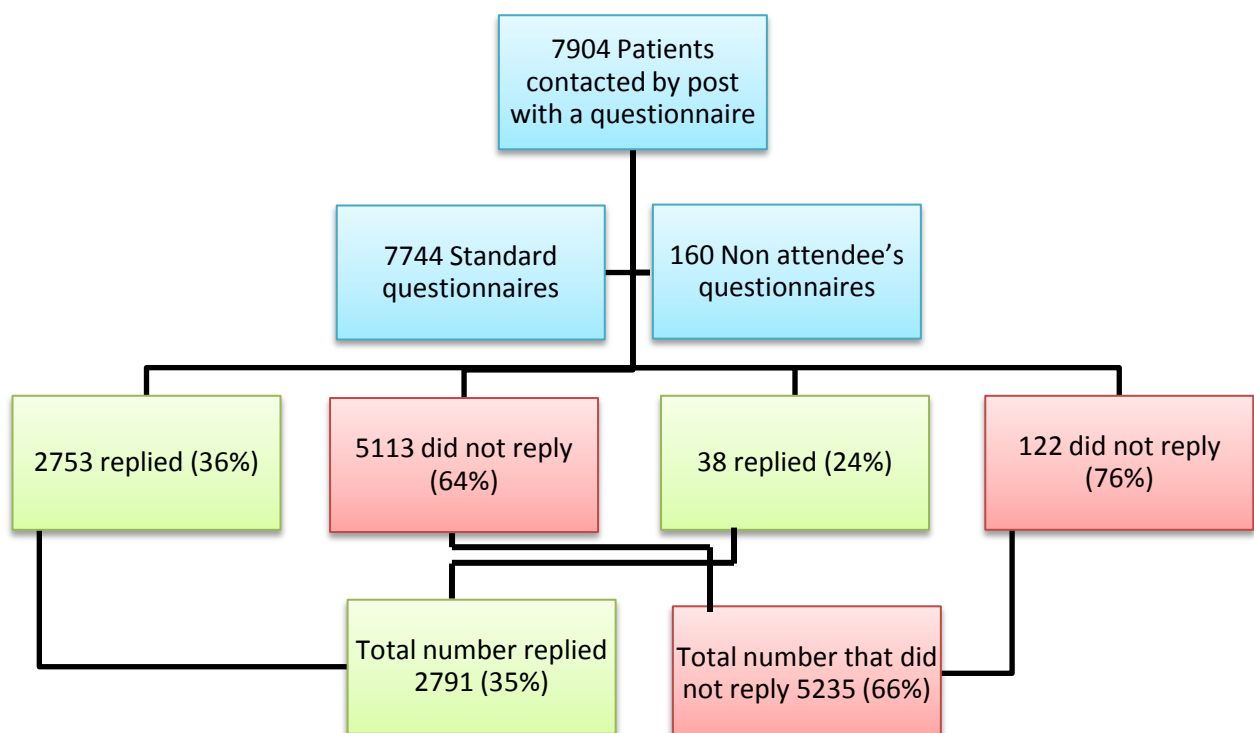 7904 Patients
contacted by post
with a questionnaire
7744 Standard
questionnaires
160 Non attendee’s
questionnaires
2753 replied (36%)
5113 did not reply
(64%)
38 replied (24%)
122 did not reply
(76%)
Total number replied
2791 (35%)
Total number that did
not reply 5235 (66%)